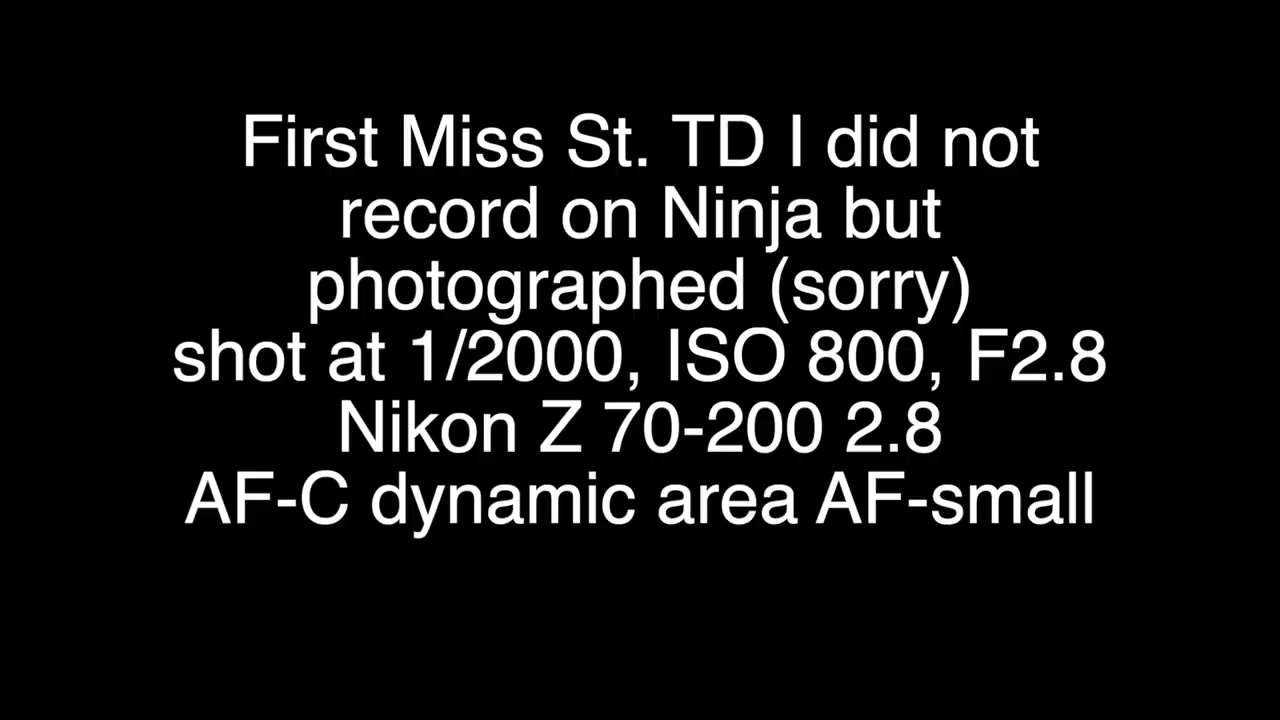 First Miss St. TD I did not
record on Ninja but
photographed (sorry)
shot at 1/2000, ISO 800, F2.8
Nikon Z 70-200 2.8
AF-C dynamic area AF-small